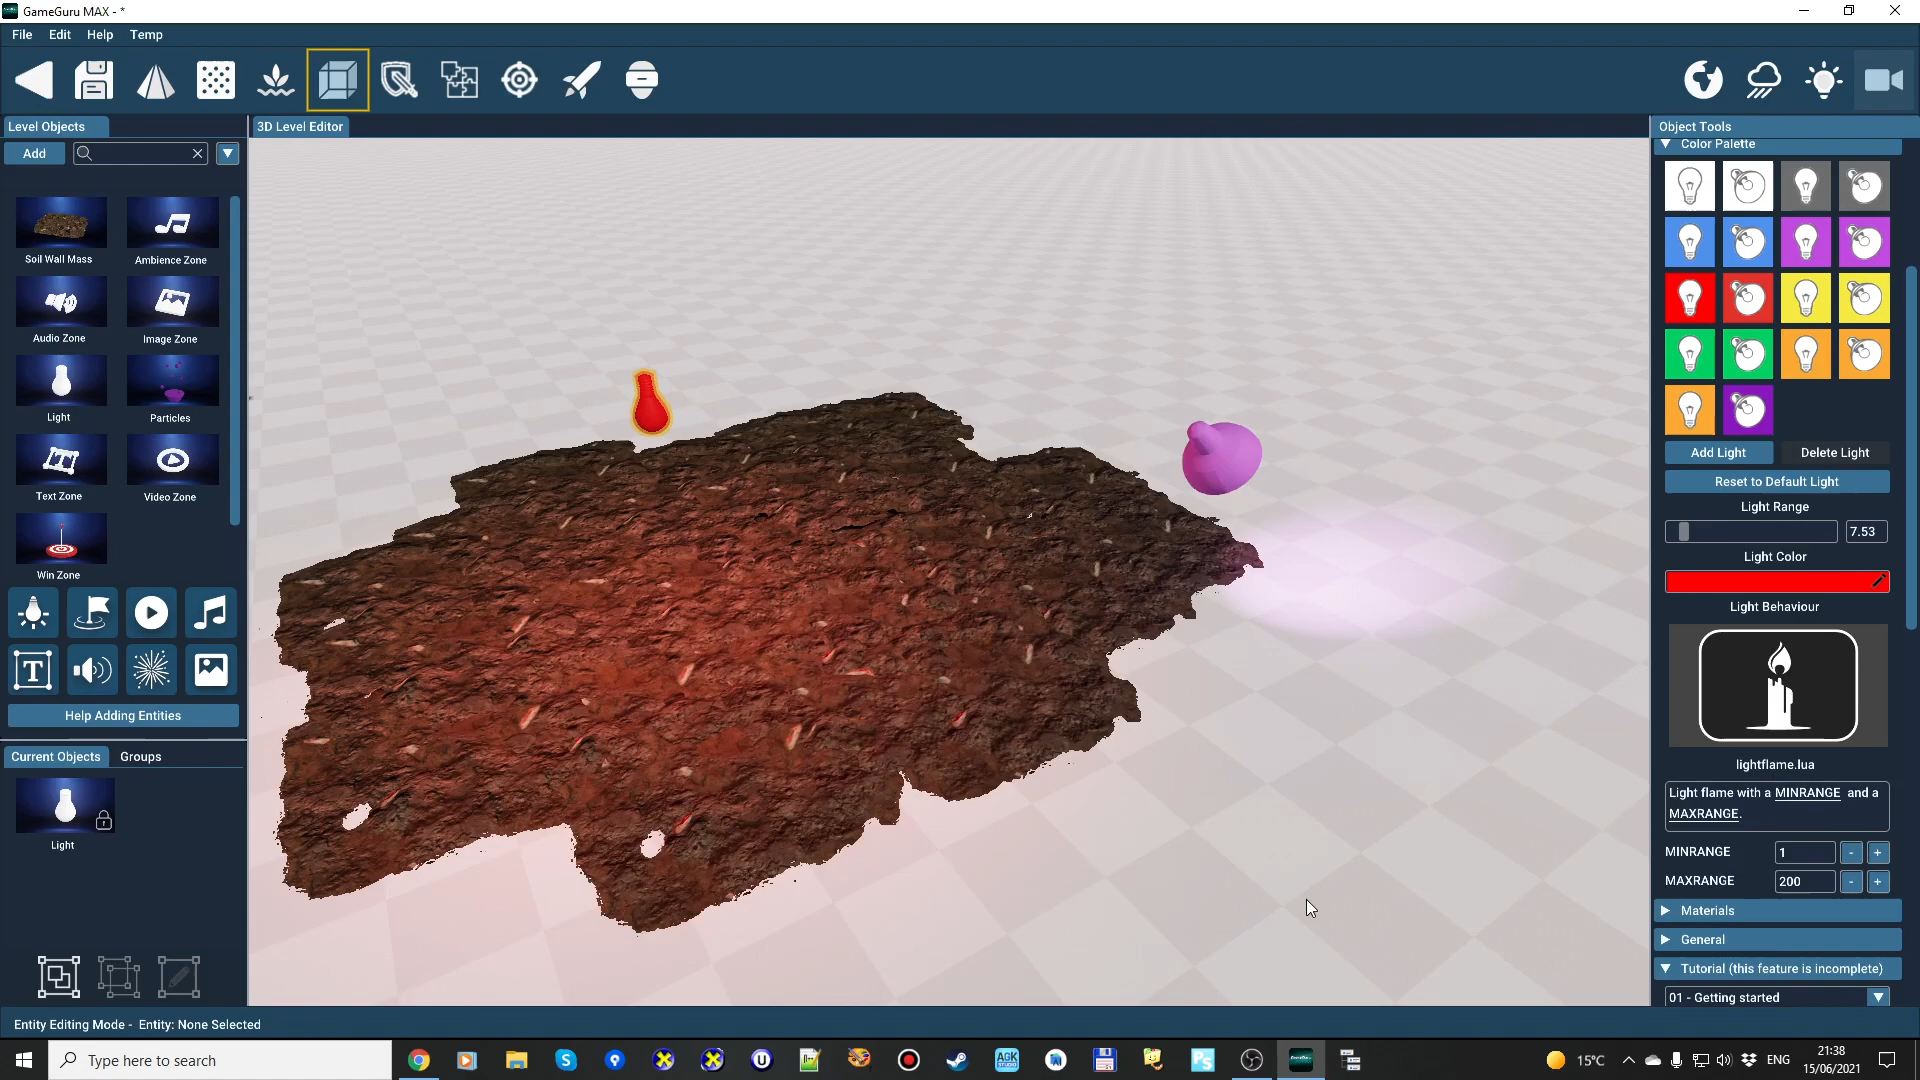 GameGuru MAX - *
File Edit Help Temp
Level Objects
3D Level Editor
Object Tools
Add
Color Palette
Soil Wall Mass
Ambience Zone
Audio Zone
Image Zone
Light
Particles
Text Zone
Video Zone
Win Zone
T
Help Adding Entities
Current Objects
Groups
Light
Add Light
Delete Light
Reset to Default Light
Light Range
7.53
Light Color
Light Behaviour
lightflame.lua
Light flame with a MINRANGE and a
MAXRANGE.
MINRANGE 1 - +
MAXRANGE 200 - +
Materials
General
Tutorial (this feature is incomplete)
01 - Getting started
Entity Editing Mode - Entity: None Selected
Type here to search
15°C
ENG
21:38
15/06/2021